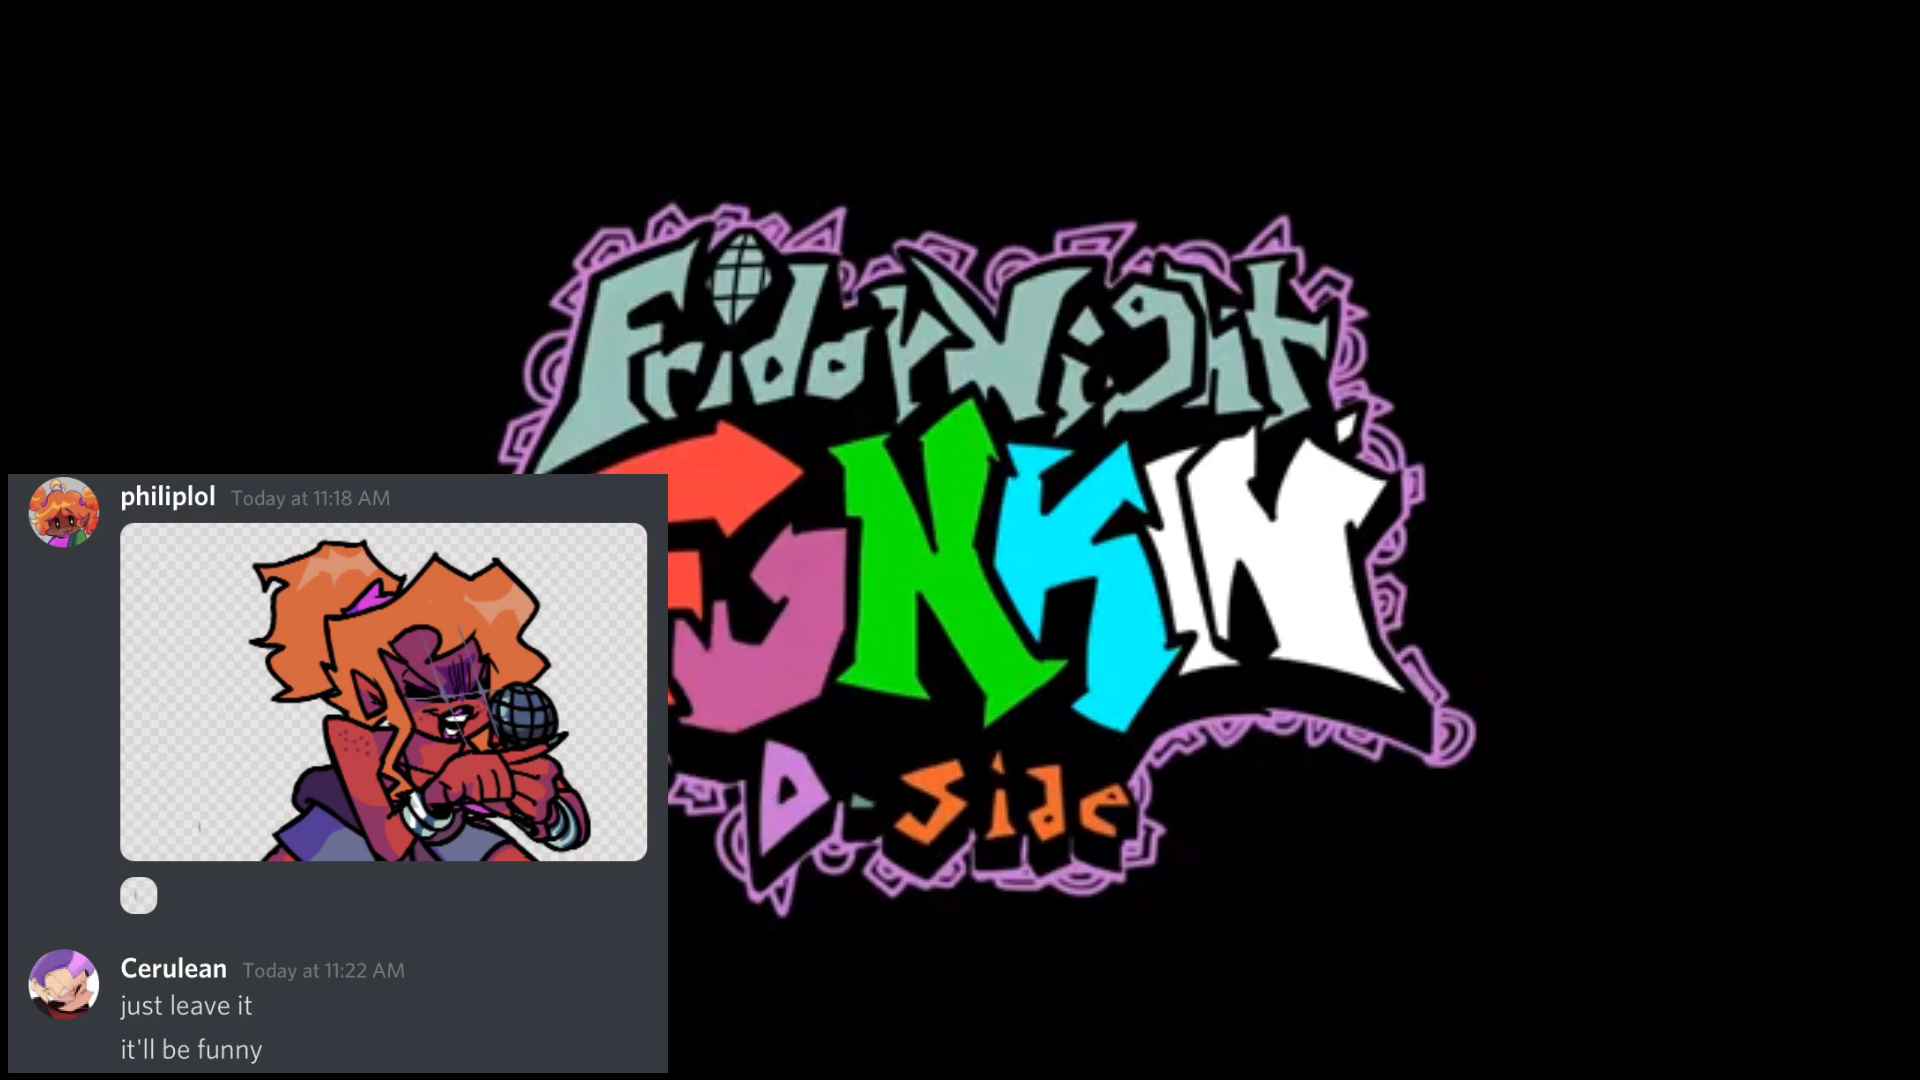 Friday Night
FUNKIN
D-Side
philiplol Today at 11:18 AM
Cerulean Today at 11:22 AM
just leave it
it'll be funny